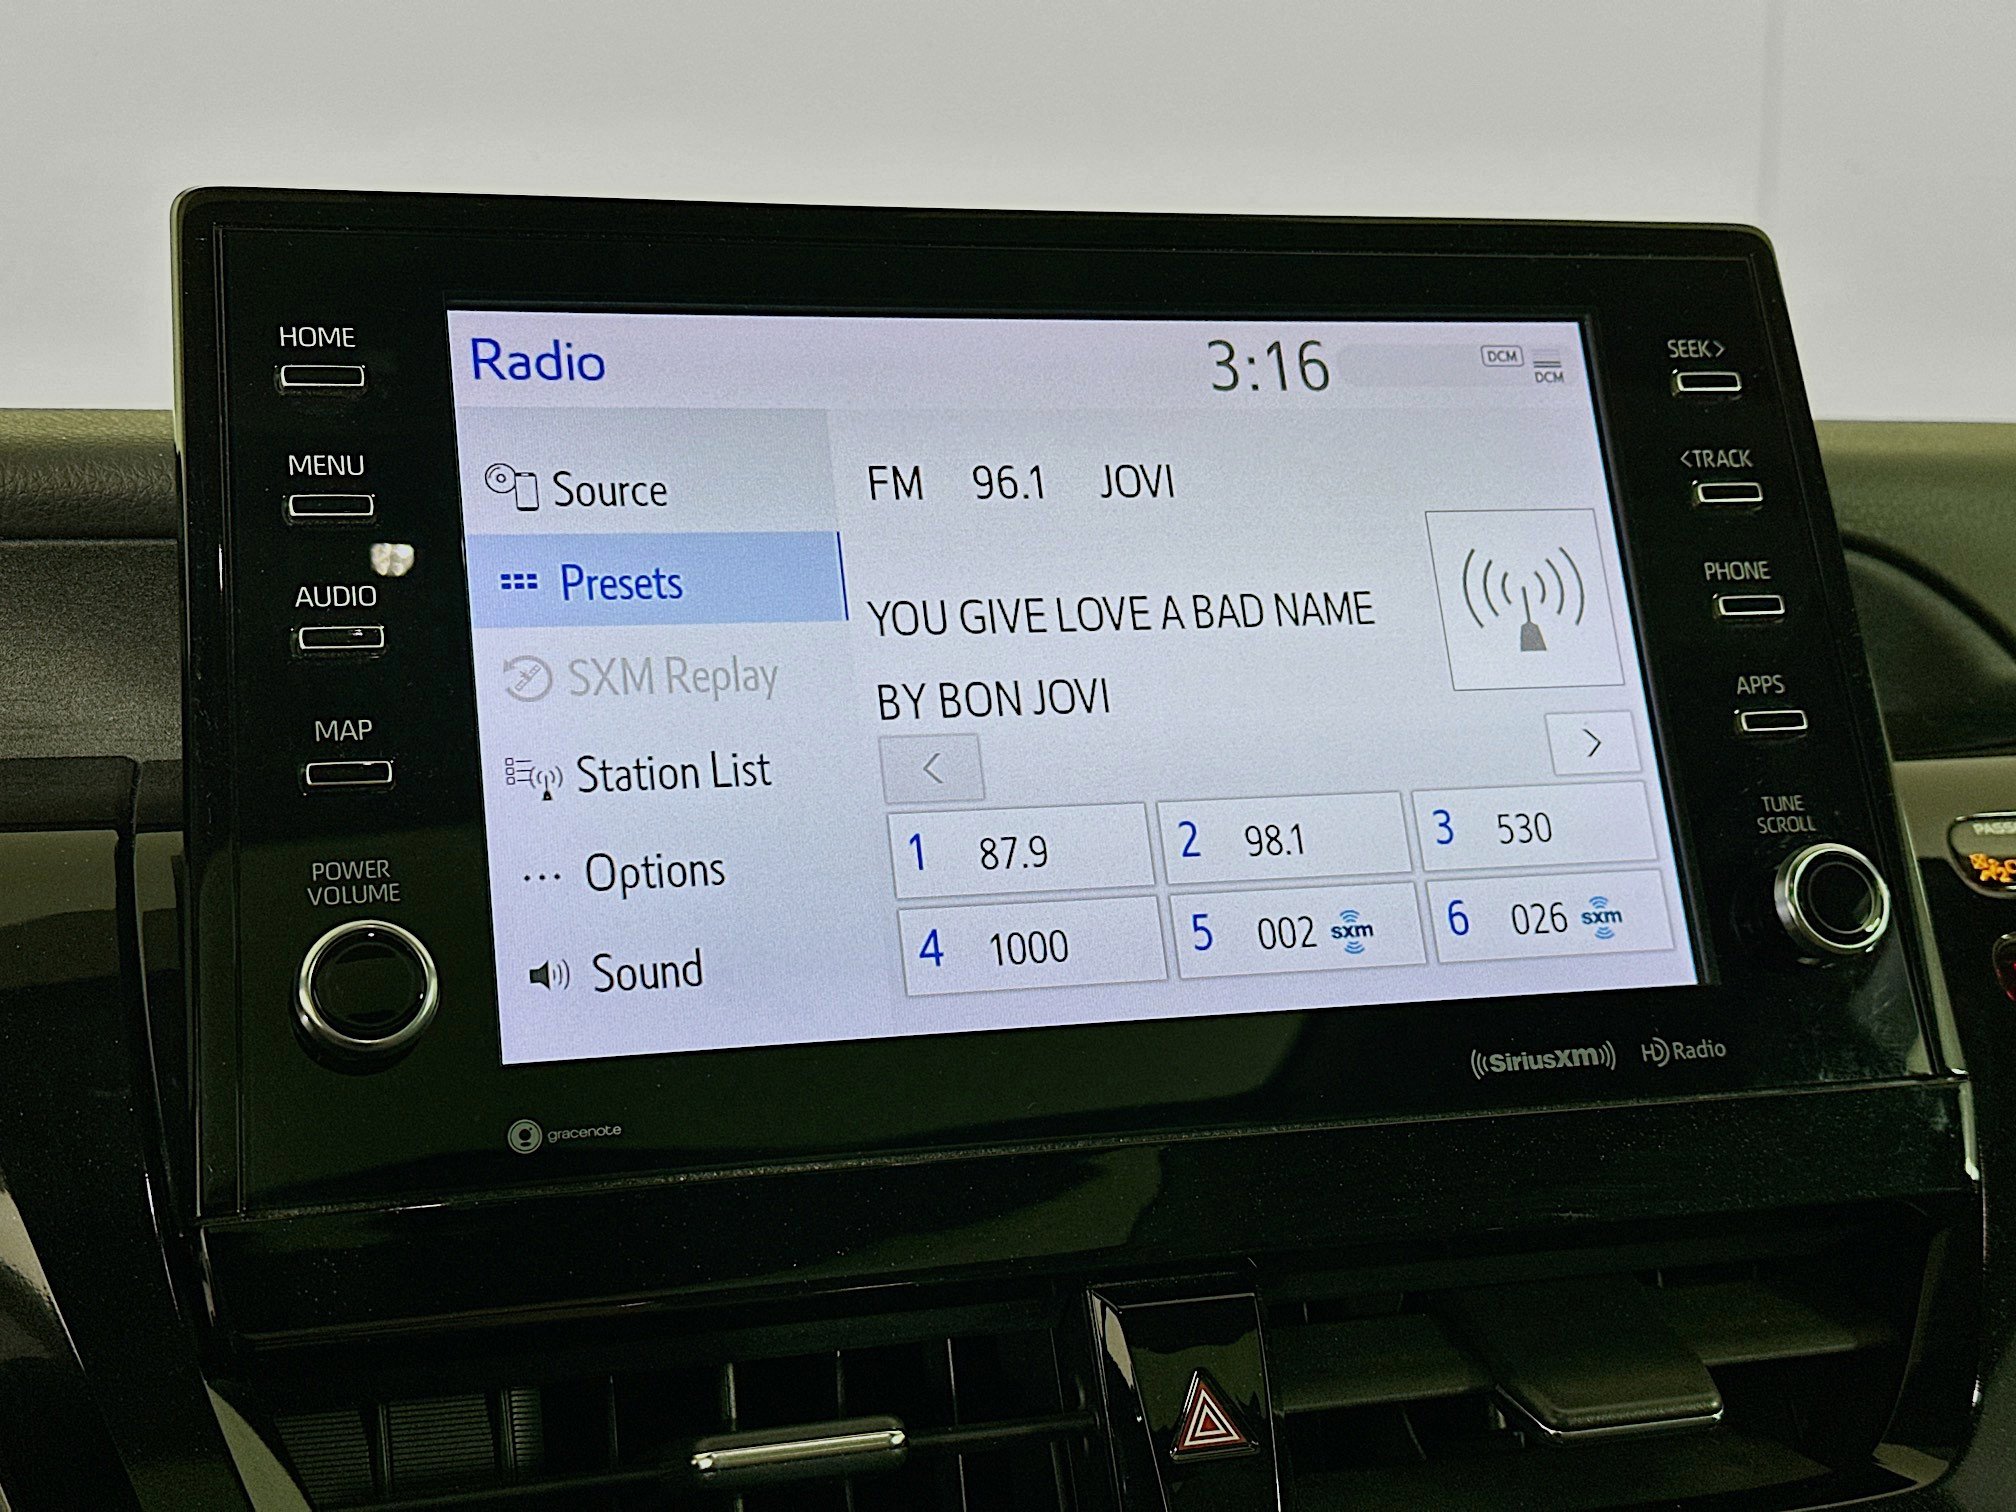 HOME
MENU
AUDIO
MAP
POWER
VOLUME
Radio
3:16
DCM
DCM
Source
Presets
SXM Replay
Station List
Options
Sound
FM 96.1 JOVI
YOU GIVE LOVE A BAD NAME
BY BON JOVI
<
>
1 87.9
2 98.1
3 530
4 1000
5 002 sxm
6 026 sxm
SEEK>
<TRACK
PHONE
APPS
TUNE
SCROLL
((SiriusXM))
HD Radio
gracenote